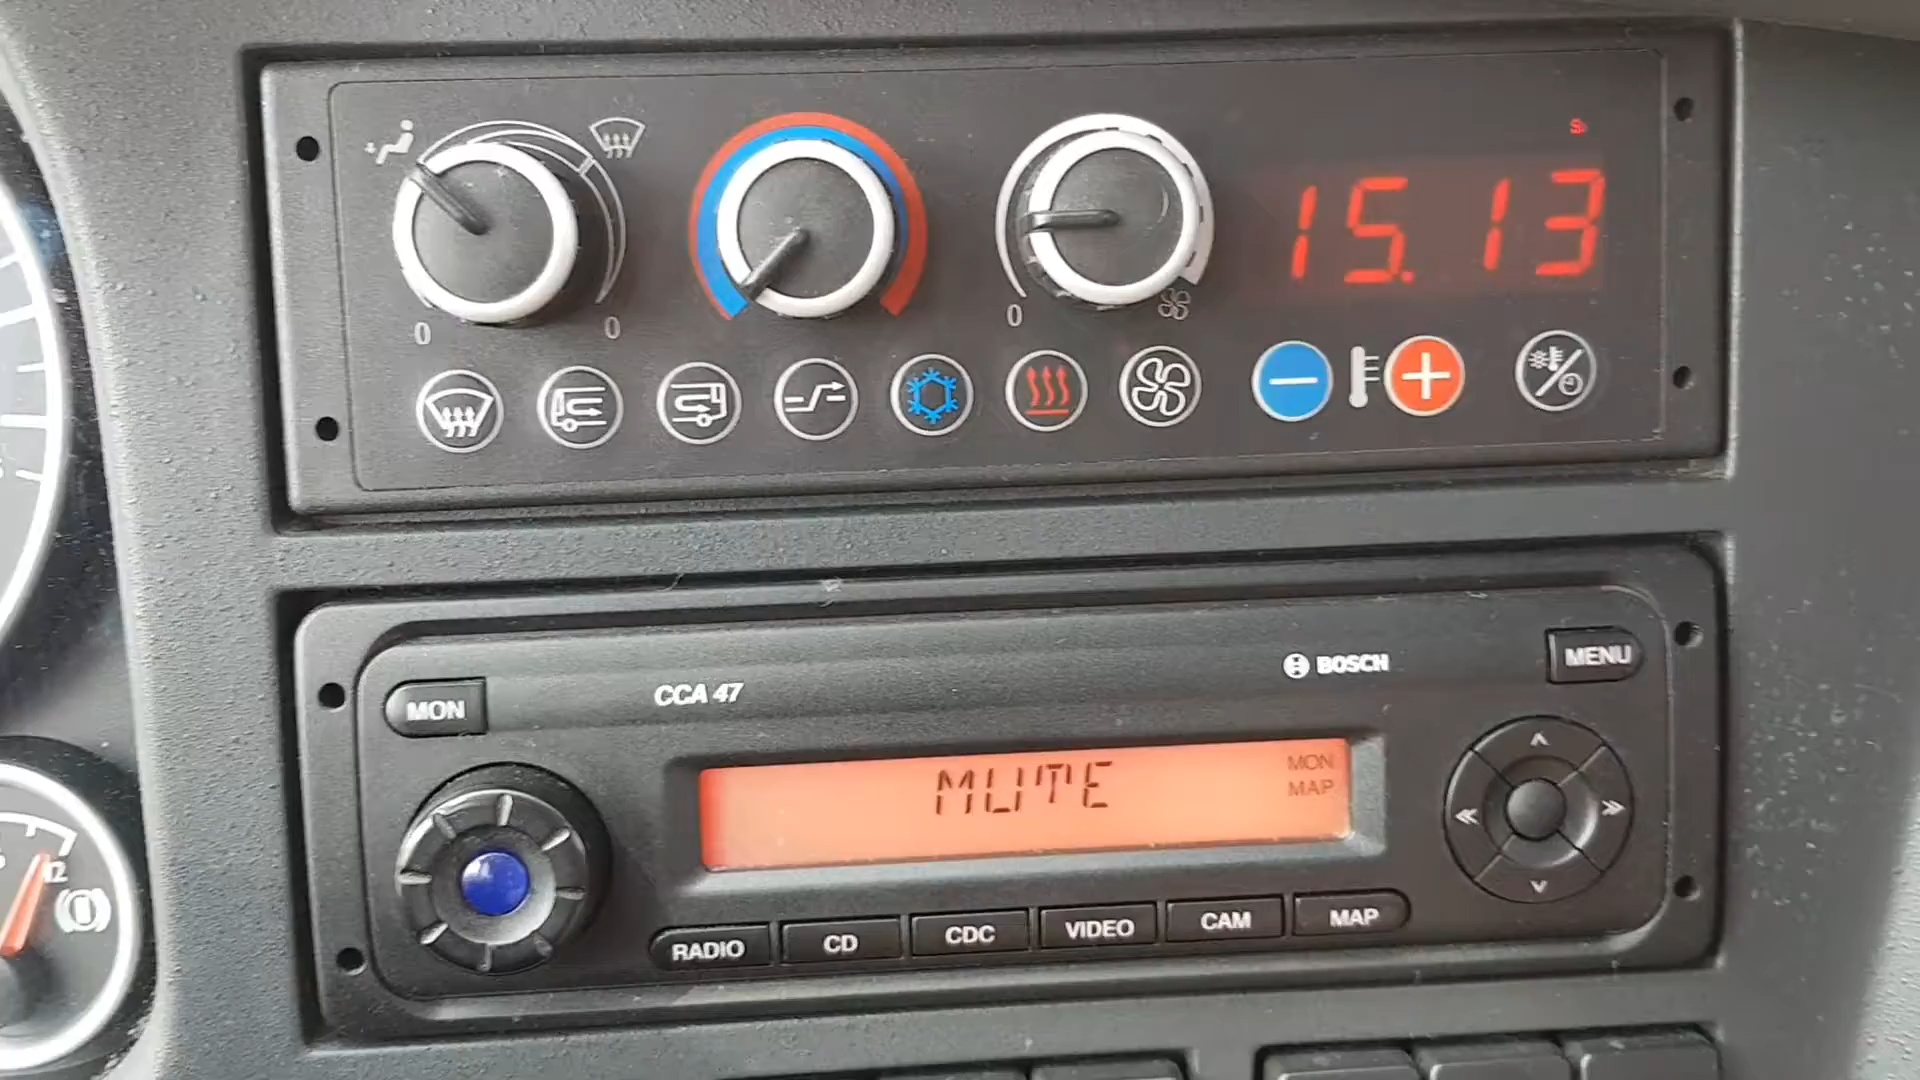 15.13
0
0
0
BOSCH
MENU
CCA 47
MON
MUTE
MON
MAP
12
RADIO
CD
CDC
VIDEO
CAM
MAP